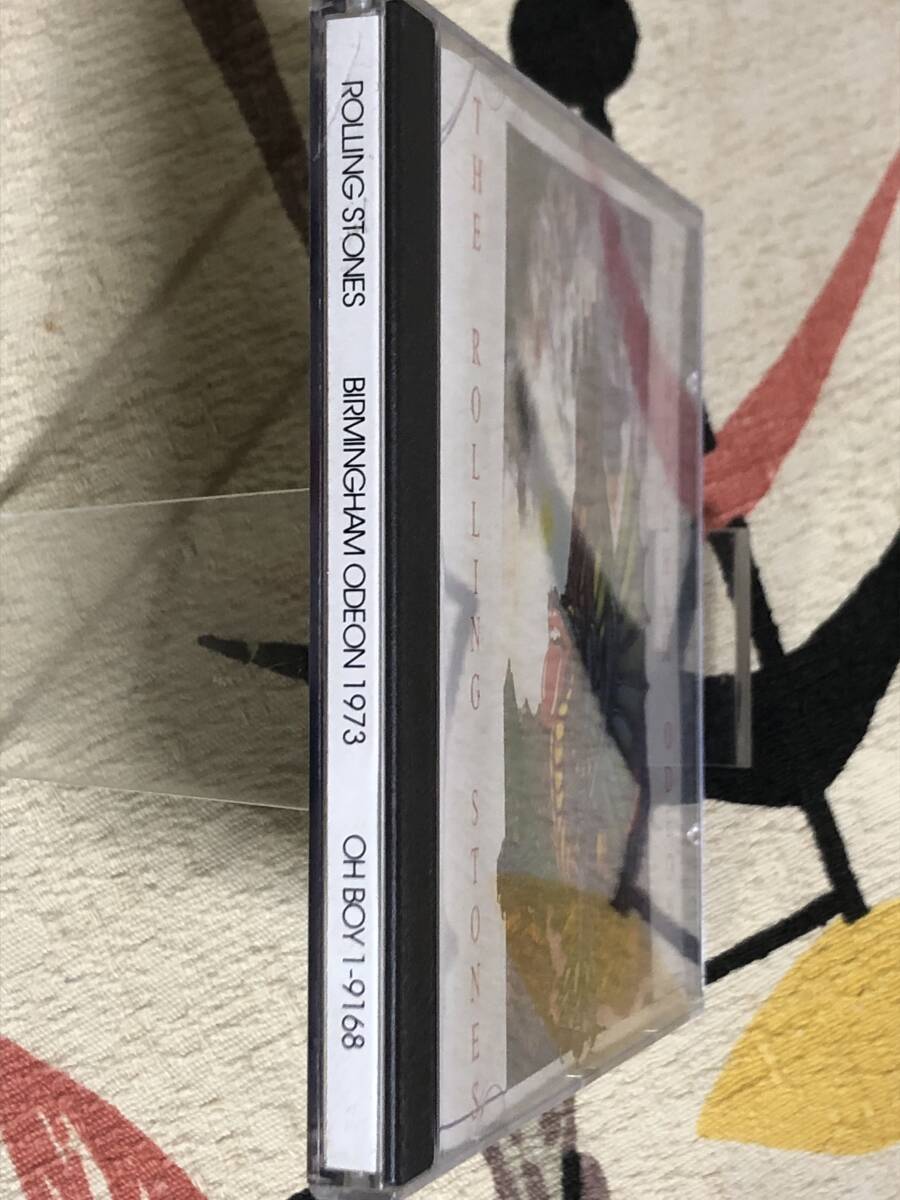 ROLLING STONES BIRMINGHAM ODEON 1973 OH BOY 1-9168
THE ROLLING STONES